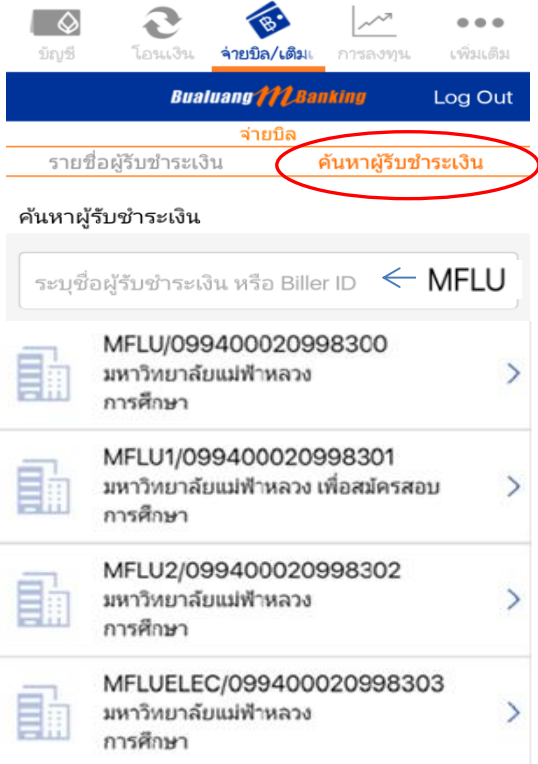 บัญชี โอนเงิน จ่ายบิล/เติมเ การลงทุน เพิ่มเติม
Bualuang mBanking Log Out
จ่ายบิล
รายชื่อผู้รับชำระเงิน ค้นหาผู้รับชำระเงิน
ค้นหาผู้รับชำระเงิน
ระบุชื่อผู้รับชำระเงิน หรือ Biller ID ← MFLU
MFLU/099400020998300
มหาวิทยาลัยแม่ฟ้าหลวง
การศึกษา
MFLU1/099400020998301
มหาวิทยาลัยแม่ฟ้าหลวง เพื่อสมัครสอบ
การศึกษา
MFLU2/099400020998302
มหาวิทยาลัยแม่ฟ้าหลวง
การศึกษา
MFLUELEC/099400020998303
มหาวิทยาลัยแม่ฟ้าหลวง
การศึกษา